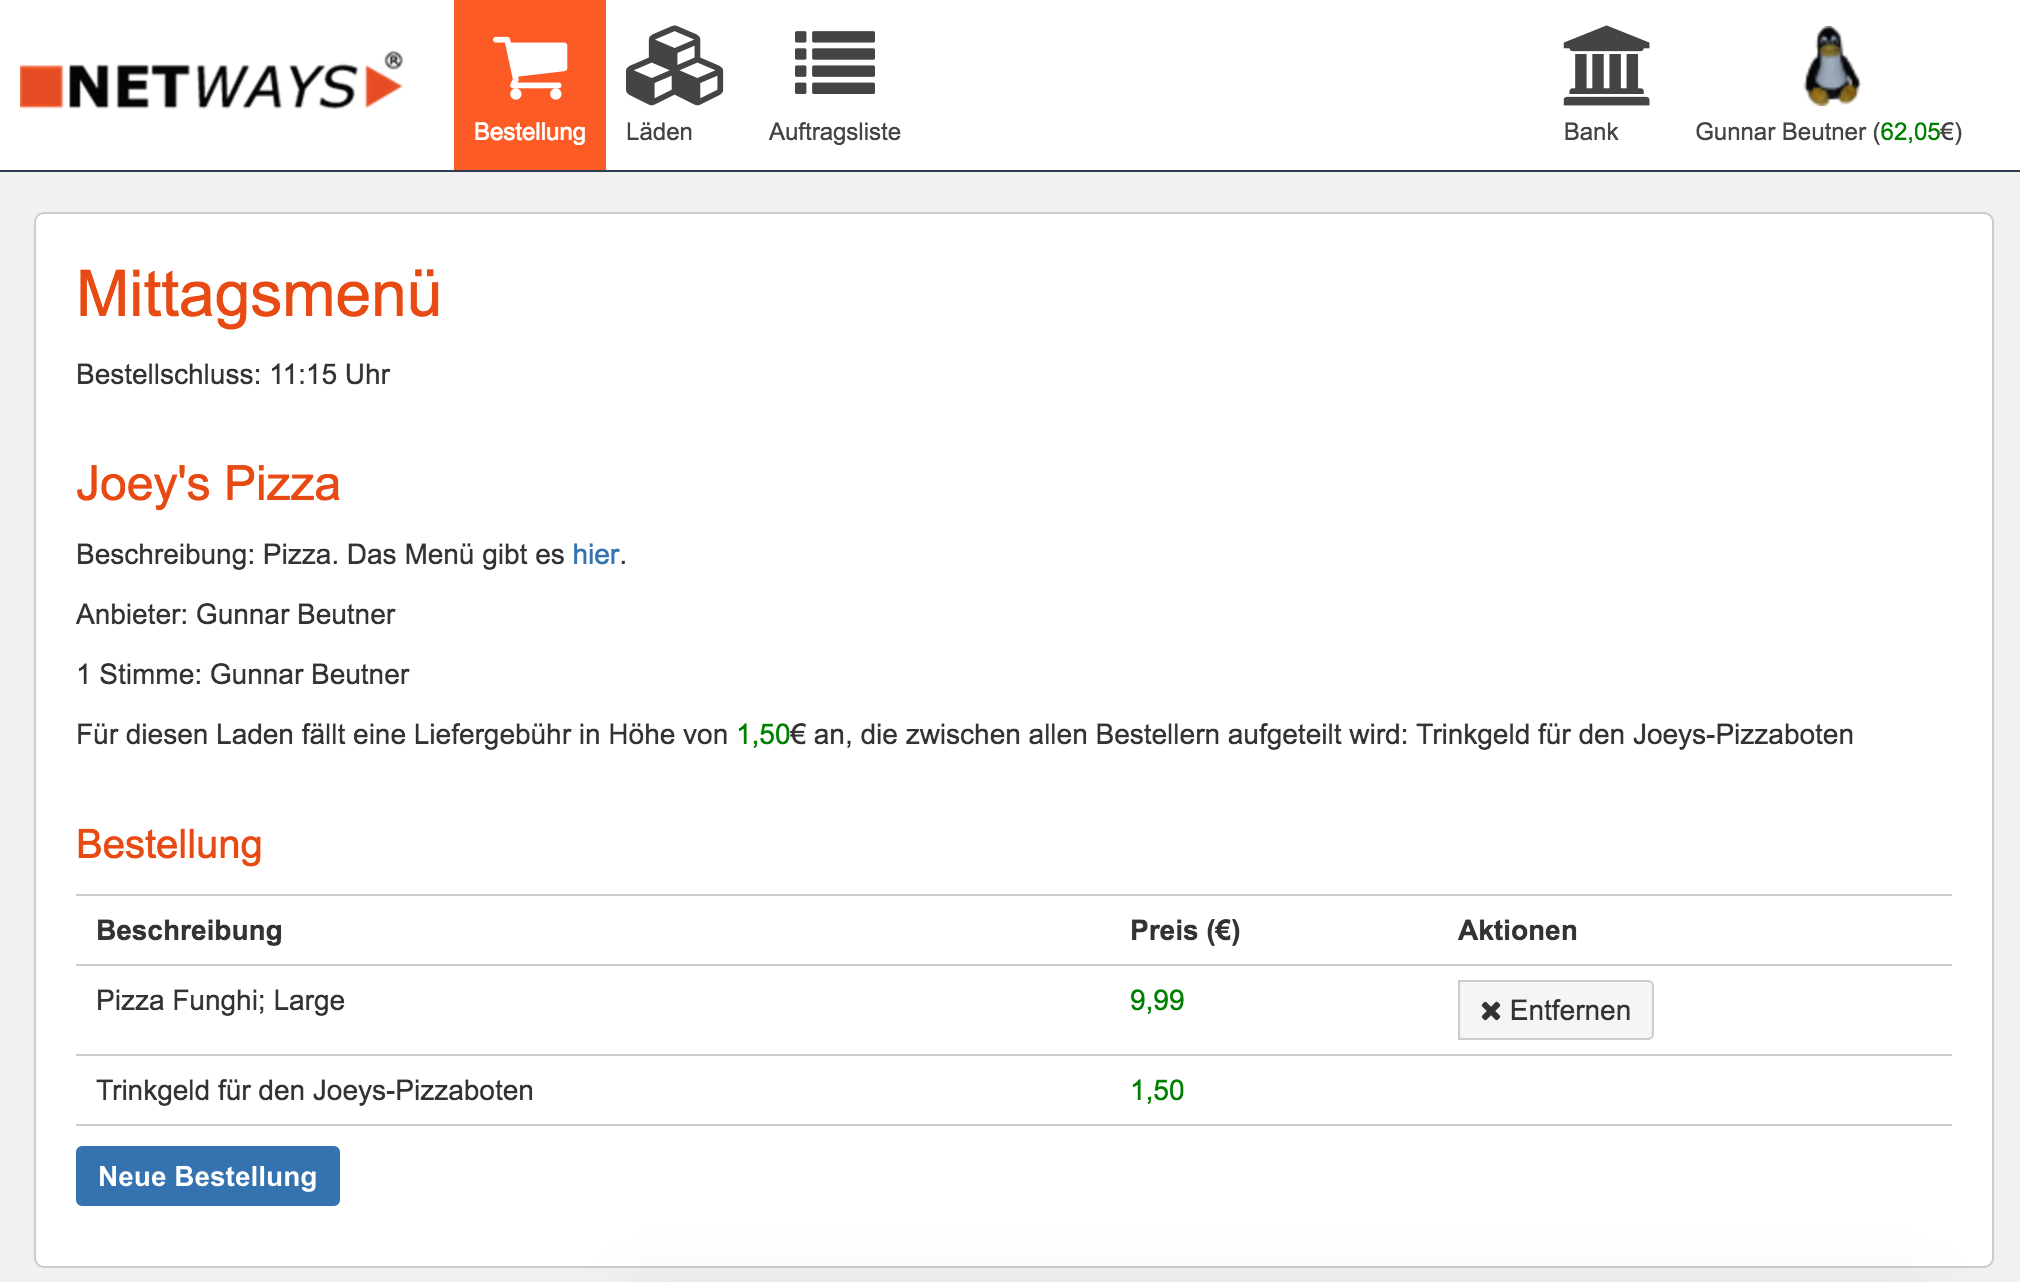 NETWAYS®
Bestellung
Läden
Auftragsliste
Bank
Gunnar Beutner (62,05€)
Mittagsmenü
Bestellschluss: 11:15 Uhr
Joey's Pizza
Beschreibung: Pizza. Das Menü gibt es hier.
Anbieter: Gunnar Beutner
1 Stimme: Gunnar Beutner
Für diesen Laden fällt eine Liefergebühr in Höhe von 1,50€ an, die zwischen allen Bestellern aufgeteilt wird: Trinkgeld für den Joeys-Pizzaboten
Bestellung
Beschreibung Preis (€) Aktionen
Pizza Funghi; Large 9,99 ✖ Entfernen
Trinkgeld für den Joeys-Pizzaboten 1,50
Neue Bestellung